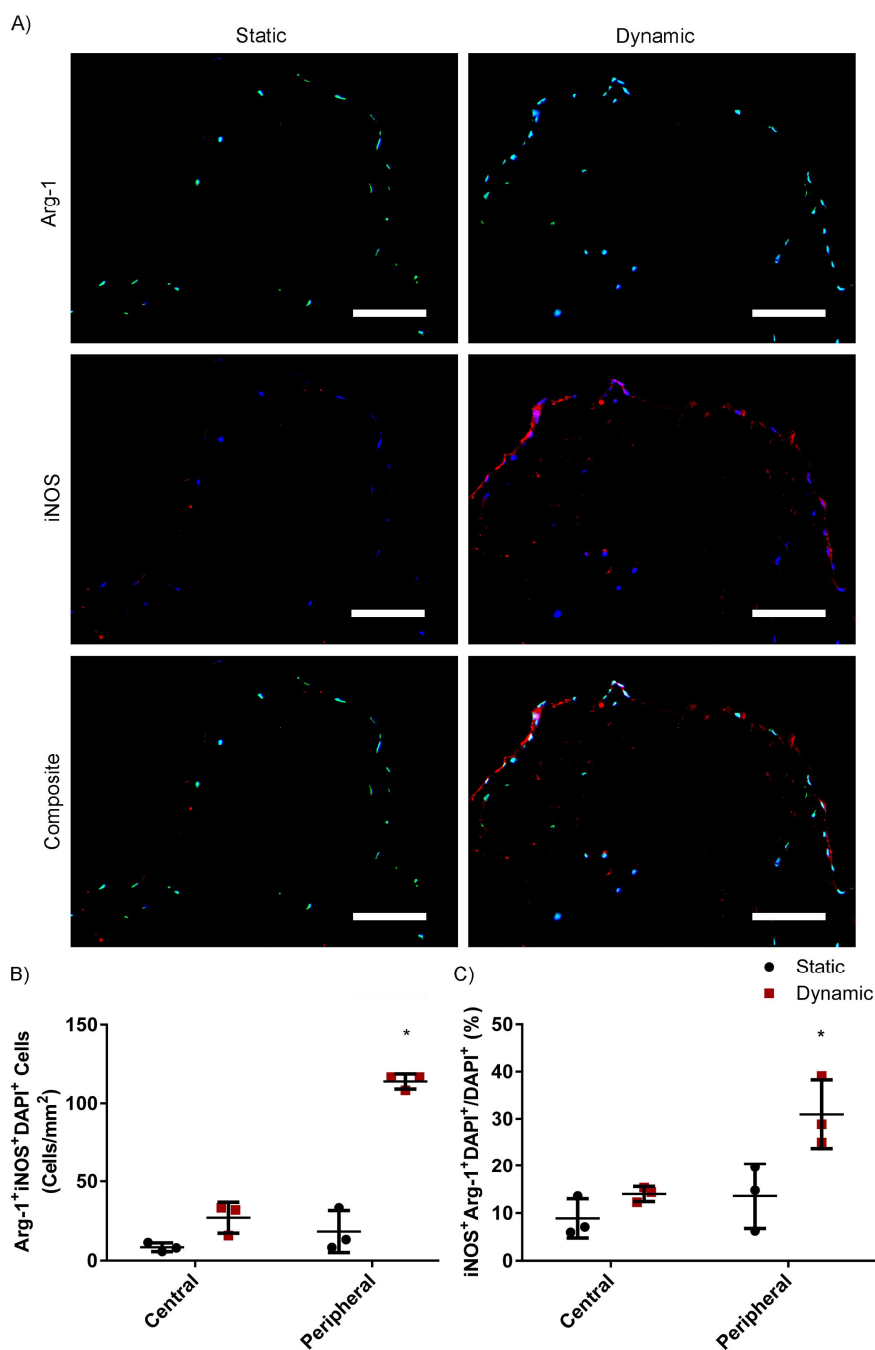 A)
Static Dynamic
Arg-1
iNOS
Composite
B)
Arg-1⁺iNOS⁺DAPI⁺ Cells
(Cells/mm²)
150
100
50
0
*
Central Peripheral
C)
Static
Dynamic
iNOS⁺Arg-1⁺DAPI⁺/DAPI⁺ (%)
50
40
30
20
10
0
*
Central Peripheral